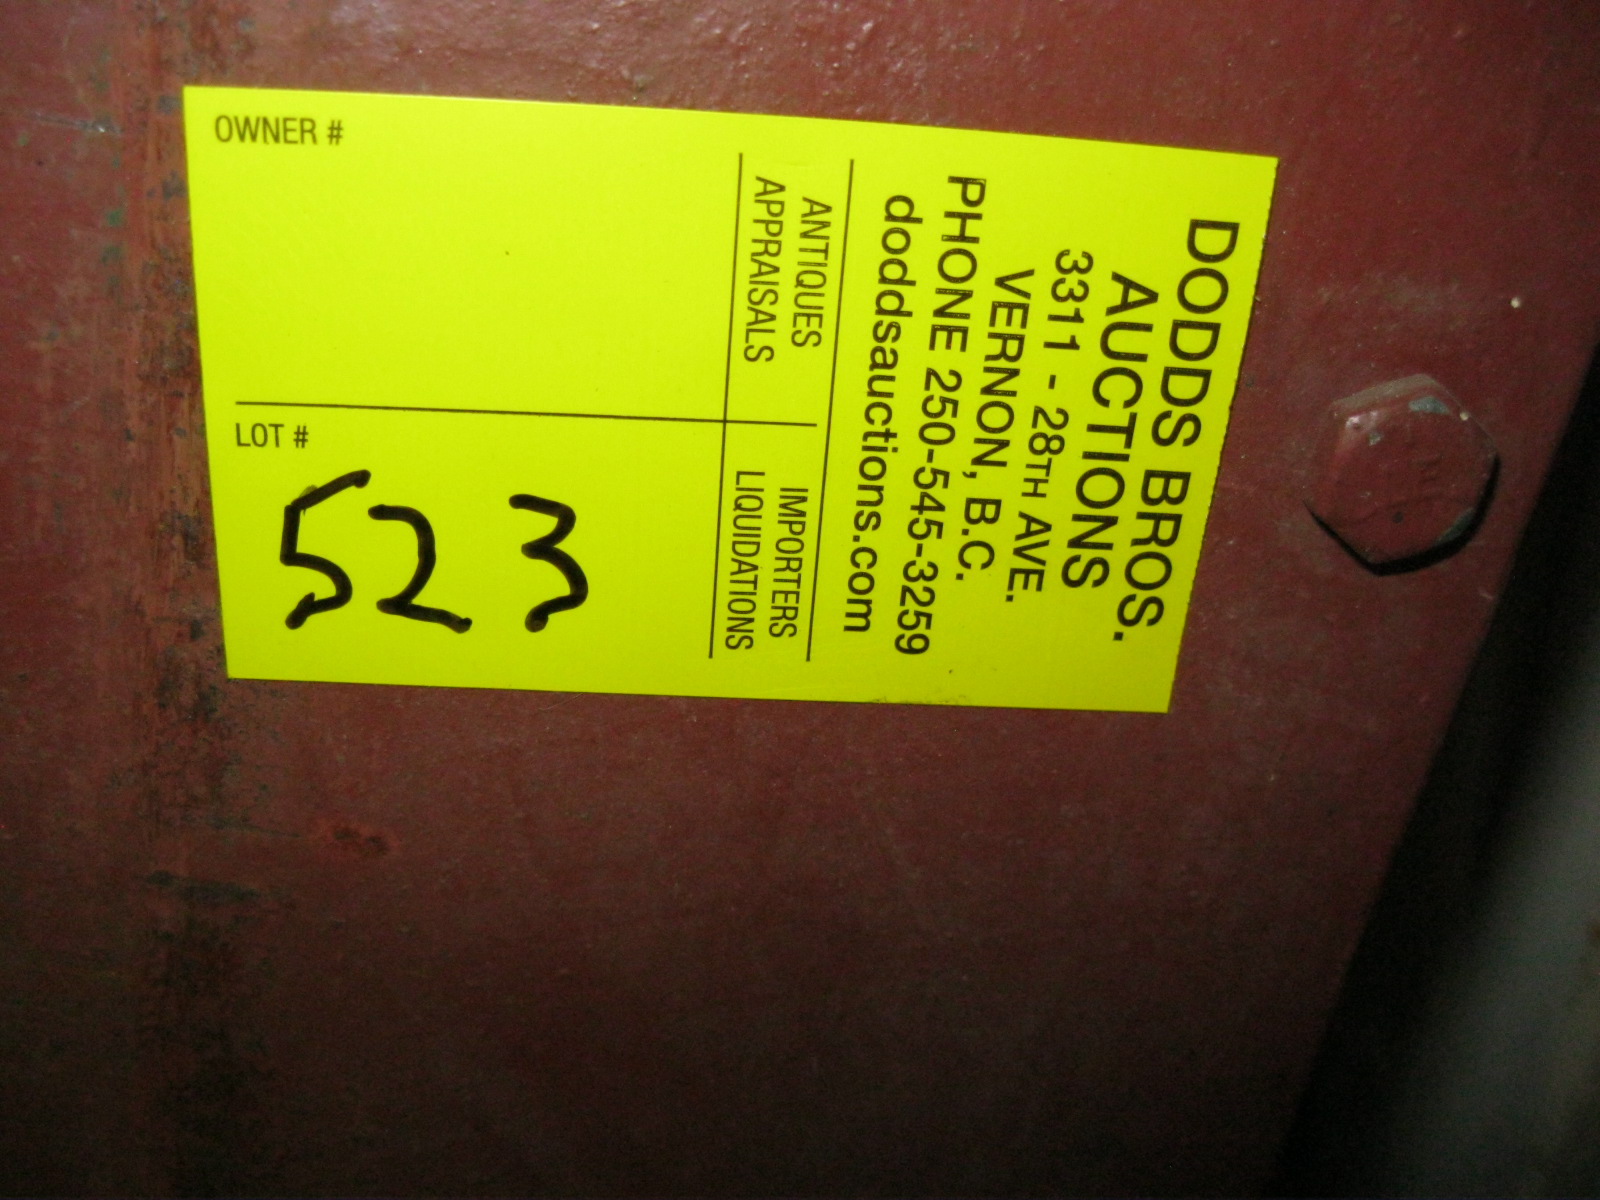 DODDS BROS.
AUCTIONS
3311 - 28TH AVE.
VERNON, B.C.
PHONE 250-545-3259
doddsauctions.com
ANTIQUES
APPRAISALS
IMPORTERS
LIQUIDATIONS
OWNER #
LOT #
523